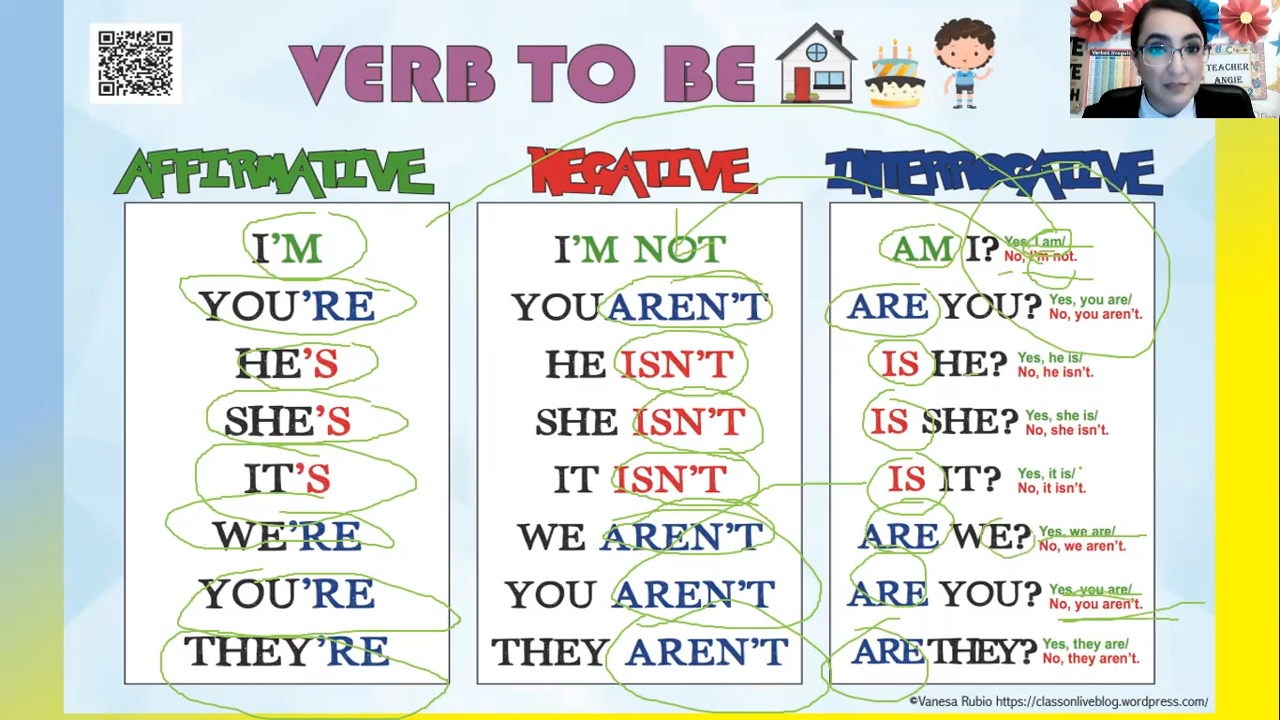 VERB TO BE
AFFIRMATIVE
I'M
YOU'RE
HE'S
SHE'S
IT'S
WE'RE
YOU'RE
THEY'RE
NEGATIVE
I'M NOT
YOU AREN'T
HE ISN'T
SHE ISN'T
IT ISN'T
WE AREN'T
YOU AREN'T
THEY AREN'T
INTERROGATIVE
AM I? Yes, I am/
No, I'm not.
ARE YOU? Yes, you are/
No, you aren't.
IS HE? Yes, he is/
No, he isn't.
IS SHE? Yes, she is/
No, she isn't.
IS IT? Yes, it is/
No, it isn't.
ARE WE? Yes, we are/
No, we aren't.
ARE YOU? Yes, you are/
No, you aren't.
ARE THEY? Yes, they are/
No, they aren't.
©Vanesa Rubio https://classonliveblog.wordpress.com/
TEACHER
ANGIE